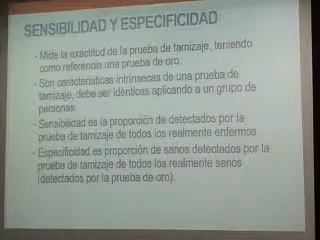 SENSIBILIDAD Y ESPECIFICIDAD
- Mide la exactitud de la prueba de tamizaje, teniendo
como referencia una prueba de oro.
- Son características intrínsecas de una prueba de
tamizaje, debe ser identicas aplicando a un grupo de
personas.
- Sensibilidad es la proporción de detectados por la
prueba de tamizaje de todos los realmente enfermos
- Especificidad es proporción de sanos detectados por la
prueba de tamizaje de todos los realmente sanos
(detectados por la prueba de oro).